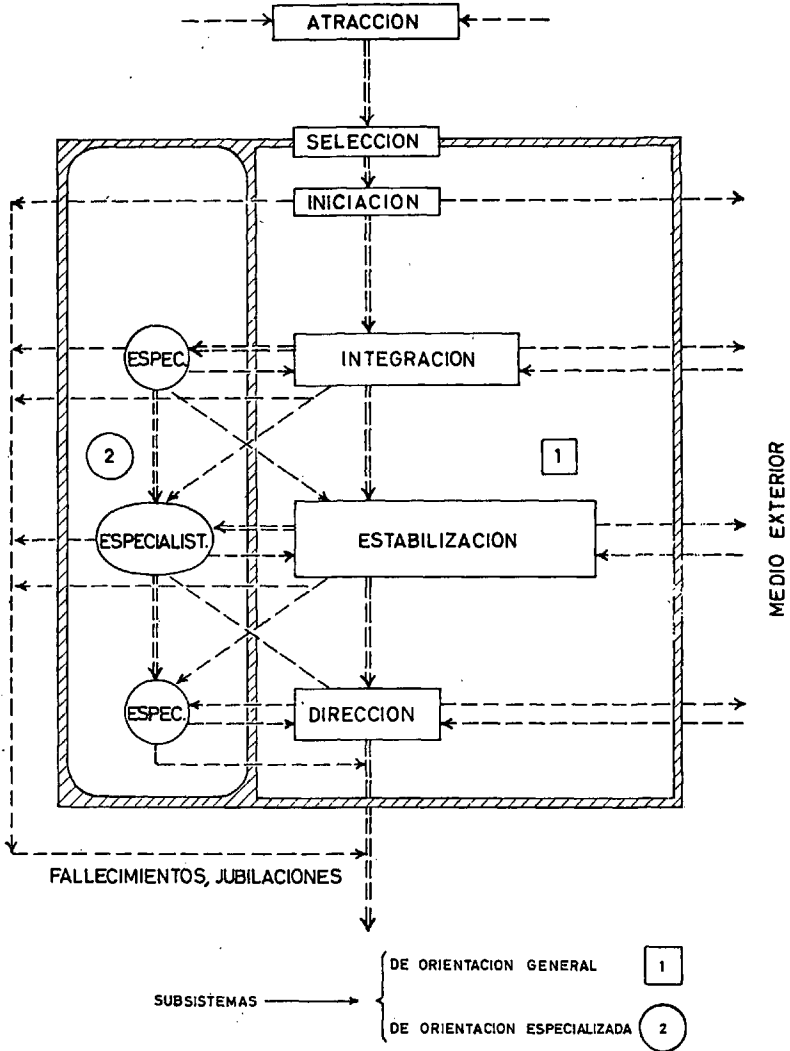 ATRACCION
SELECCION
INICIACION
ESPEC.
INTEGRACION
2
1
ESPECIALIST.
ESTABILIZACION
MEDIO EXTERIOR
ESPEC.
DIRECCION
FALLECIMIENTOS, JUBILACIONES
SUBSISTEMAS
DE ORIENTACION GENERAL 1
DE ORIENTACION ESPECIALIZADA 2